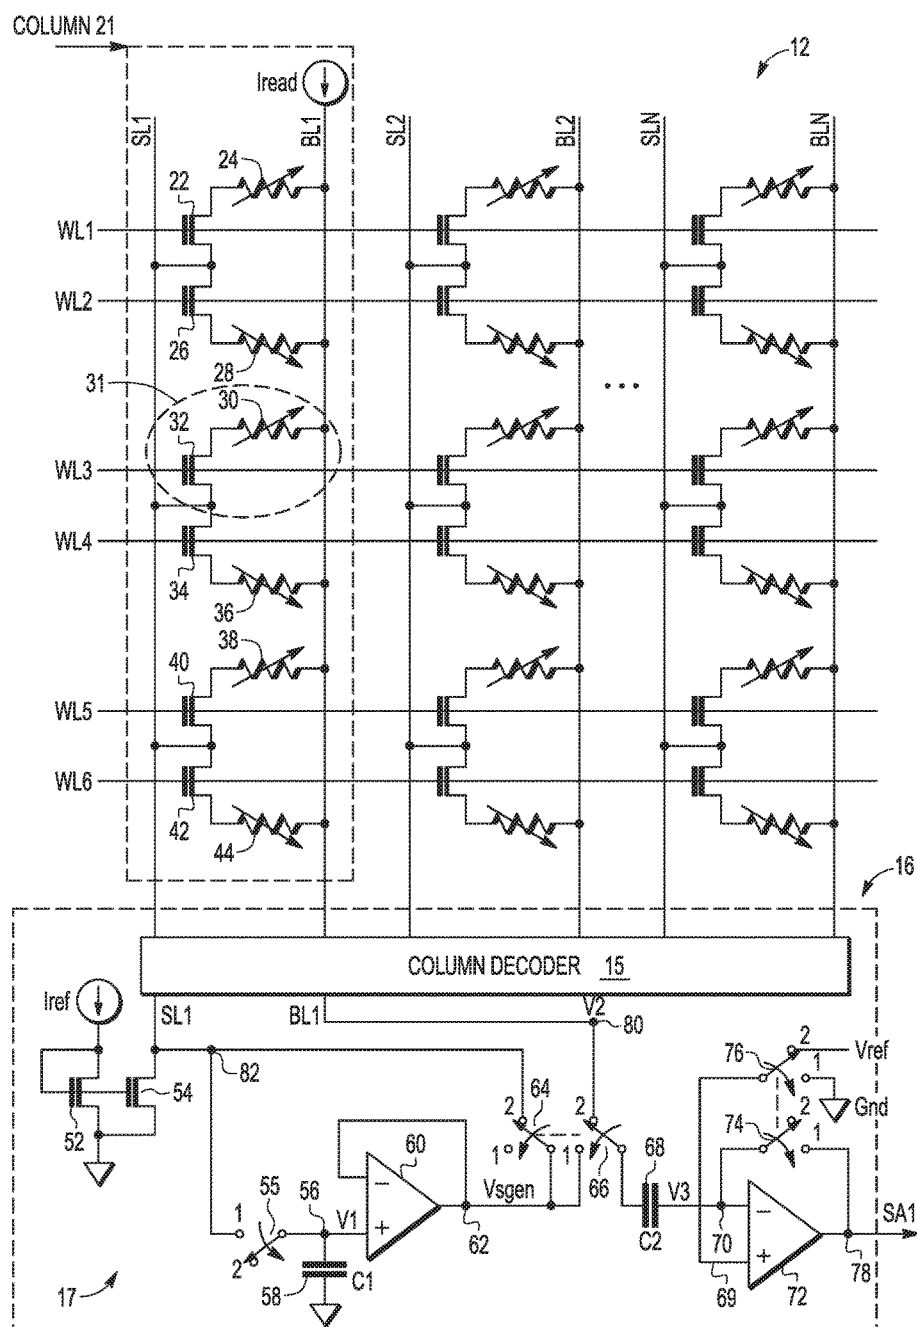 COLUMN 21
12
Iread
SL1
BL1
SL2
BL2
SLN
BLN
24
22
WL1
WL2
26
28
31
30
32
...
WL3
WL4
34
36
38
40
WL5
WL6
42
44
16
COLUMN DECODER 15
Iref
SL1
BL1
V2
80
82
52
54
2
64
2
1
1
66
76
2
Vref
1
Gnd
2
74
1
68
60
–
+
Vsgen
62
1
55
56
V1
2
58
C1
C2
V3
70
–
+
69
72
78
SA1
17